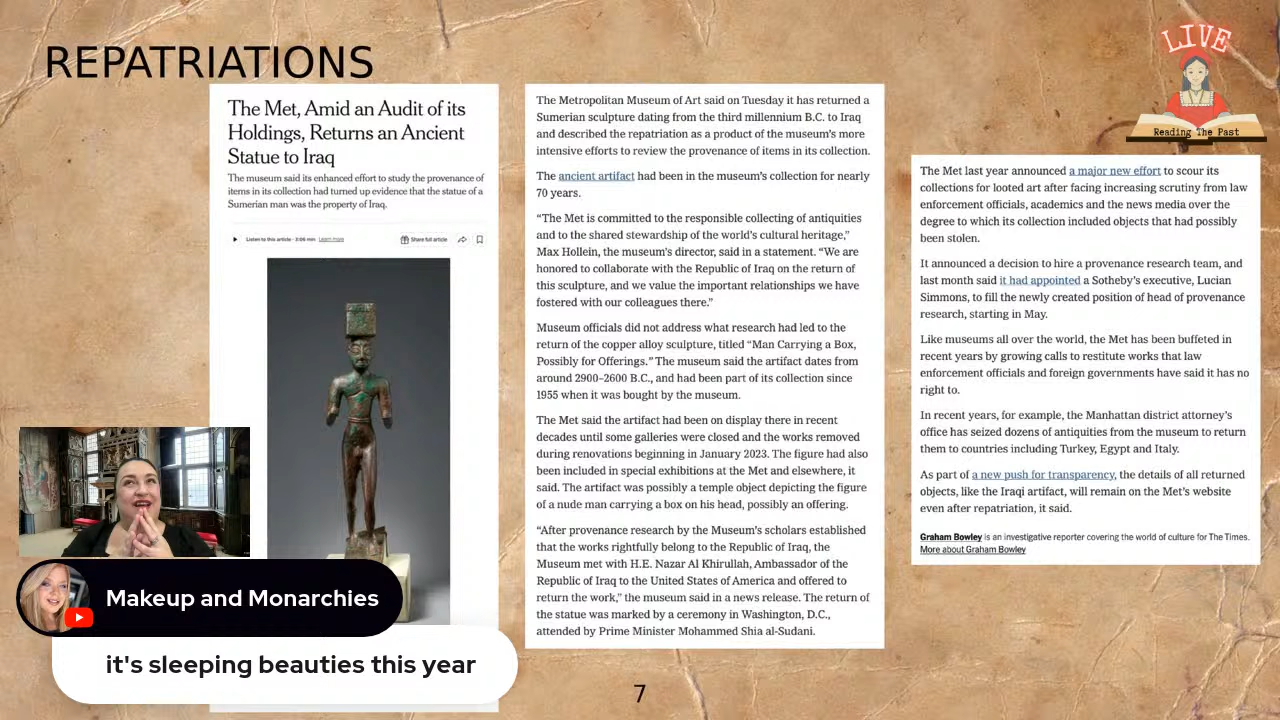 REPATRIATIONS
The Met, Amid an Audit of its
Holdings, Returns an Ancient
Statue to Iraq
The museum said its enhanced effort to study the provenance of
items in its collection had turned up evidence that the statue of a
Sumerian man was the property of Iraq.
Listen to this article · 3:06 min Learn more
Share full article
The Metropolitan Museum of Art said on Tuesday it has returned a
Sumerian sculpture dating from the third millennium B.C. to Iraq
and described the repatriation as a product of the museum’s more
intensive efforts to review the provenance of items in its collection.
The ancient artifact had been in the museum’s collection for nearly
70 years.
“The Met is committed to the responsible collecting of antiquities
and to the shared stewardship of the world’s cultural heritage,”
Max Hollein, the museum’s director, said in a statement. “We are
honored to collaborate with the Republic of Iraq on the return of
this sculpture, and we value the important relationships we have
fostered with our colleagues there.”
Museum officials did not address what research had led to the
return of the copper alloy sculpture, titled “Man Carrying a Box,
Possibly for Offerings.” The museum said the artifact dates from
around 2900–2600 B.C., and had been part of its collection since
1955 when it was bought by the museum.
The Met said the artifact had been on display there in recent
decades until some galleries were closed and the works removed
during renovations beginning in January 2023. The figure had also
been included in special exhibitions at the Met and elsewhere, it
said. The artifact was possibly a temple object depicting the figure
of a nude man carrying a box on his head, possibly an offering.
“After provenance research by the Museum’s scholars established
that the works rightfully belong to the Republic of Iraq, the
Museum met with H.E. Nazar Al Khirullah, Ambassador of the
Republic of Iraq to the United States of America and offered to
return the work,” the museum said in a news release. The return of
the statue was marked by a ceremony in Washington, D.C.,
attended by Prime Minister Mohammed Shia al-Sudani.
LIVE
Reading The Past
The Met last year announced a major new effort to scour its
collections for looted art after facing increasing scrutiny from law
enforcement officials, academics and the news media over the
degree to which its collection included objects that had possibly
been stolen.
It announced a decision to hire a provenance research team, and
last month said it had appointed a Sotheby’s executive, Lucian
Simmons, to fill the newly created position of head of provenance
research, starting in May.
Like museums all over the world, the Met has been buffeted in
recent years by growing calls to restitute works that law
enforcement officials and foreign governments have said it has no
right to.
In recent years, for example, the Manhattan district attorney’s
office has seized dozens of antiquities from the museum to return
them to countries including Turkey, Egypt and Italy.
As part of a new push for transparency, the details of all returned
objects, like the Iraqi artifact, will remain on the Met’s website
even after repatriation, it said.
Graham Bowley is an investigative reporter covering the world of culture for The Times.
More about Graham Bowley
Makeup and Monarchies
it's sleeping beauties this year
7